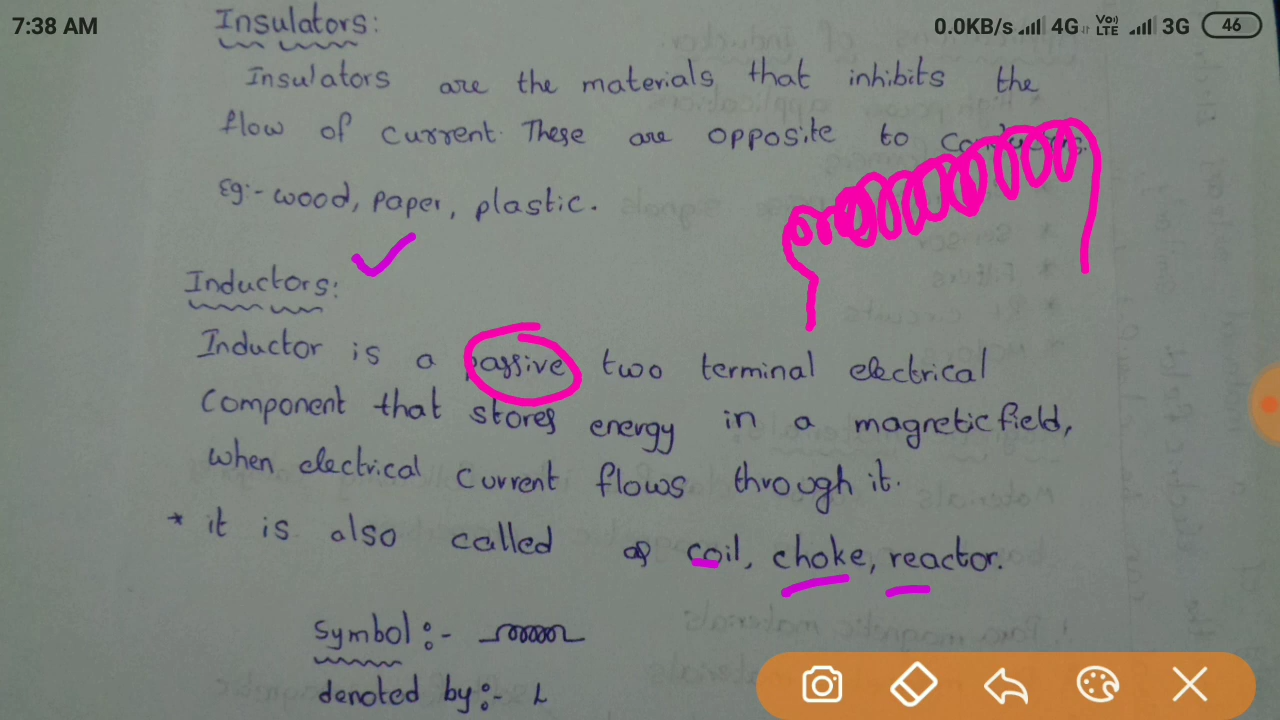 7:38 AM 0.0KB/s 4G VoLTE 3G 46
Insulators:
Insulators are the materials that inhibits the
flow of current. These are opposite to conductors.
Eg:- wood, paper, plastic.
Inductors:
Inductor is a passive two terminal electrical
component that stores energy in a magnetic field,
when electrical current flows through it.
* it is also called as coil, choke, reactor.
Symbol:-
denoted by:- L